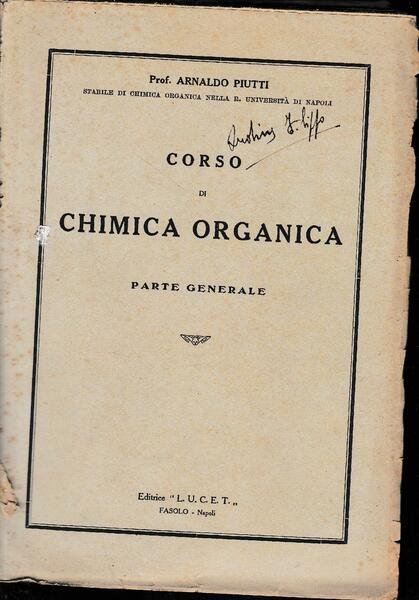 Prof. ARNALDO PIUTTI
STABILE DI CHIMICA ORGANICA NELLA R. UNIVERSITÀ DI NAPOLI
CORSO
DI
CHIMICA ORGANICA
PARTE GENERALE
Editrice "L. U. C. E. T."
FASOLO - Napoli